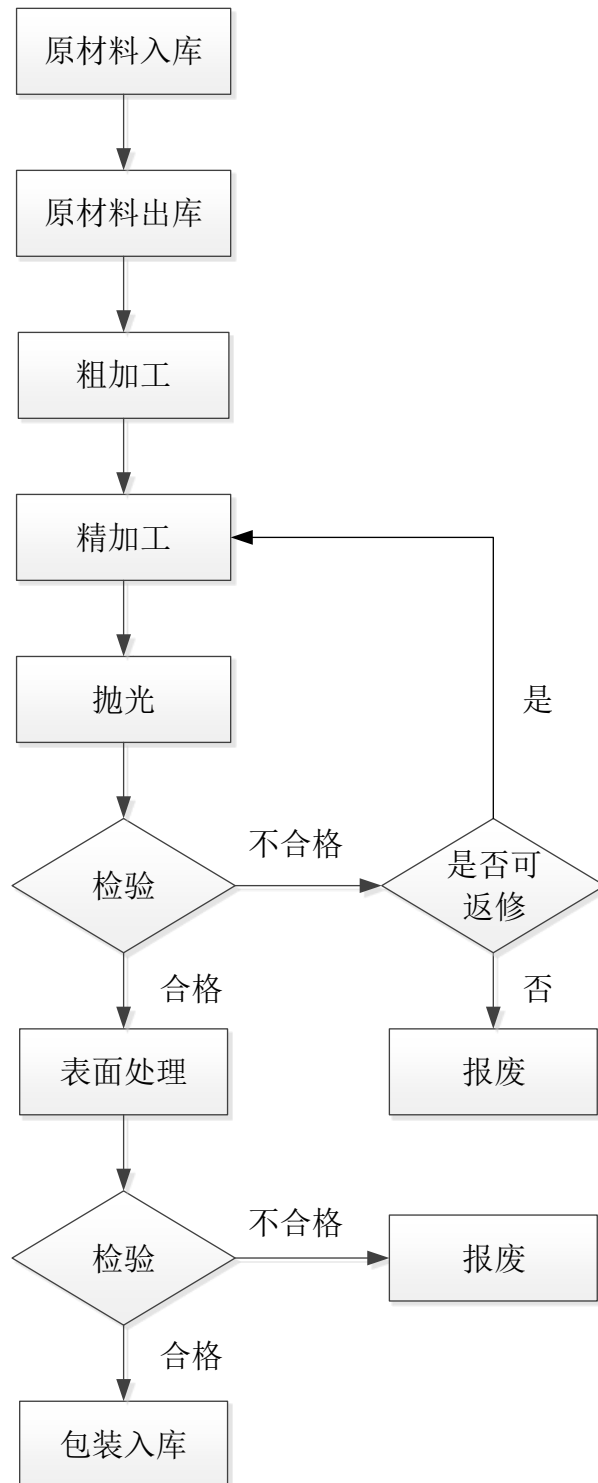 原材料入库
原材料出库
粗加工
精加工
抛光
是
检验
不合格
是否可
返修
合格
否
表面处理
报废
检验
不合格
报废
合格
包装入库